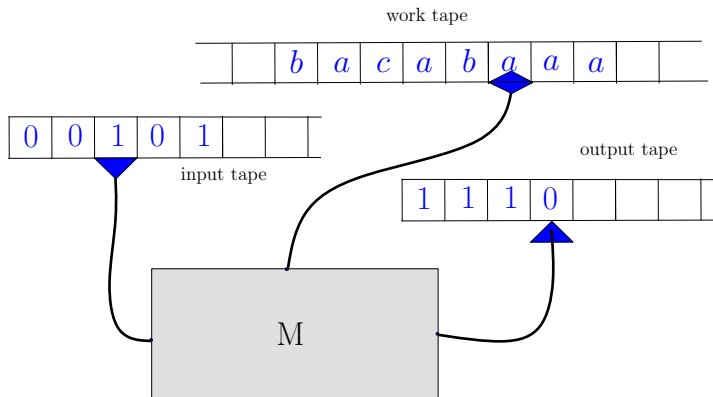 work tape
b a c a b a a a
0 0 1 0 1
input tape
output tape
1 1 1 0
M